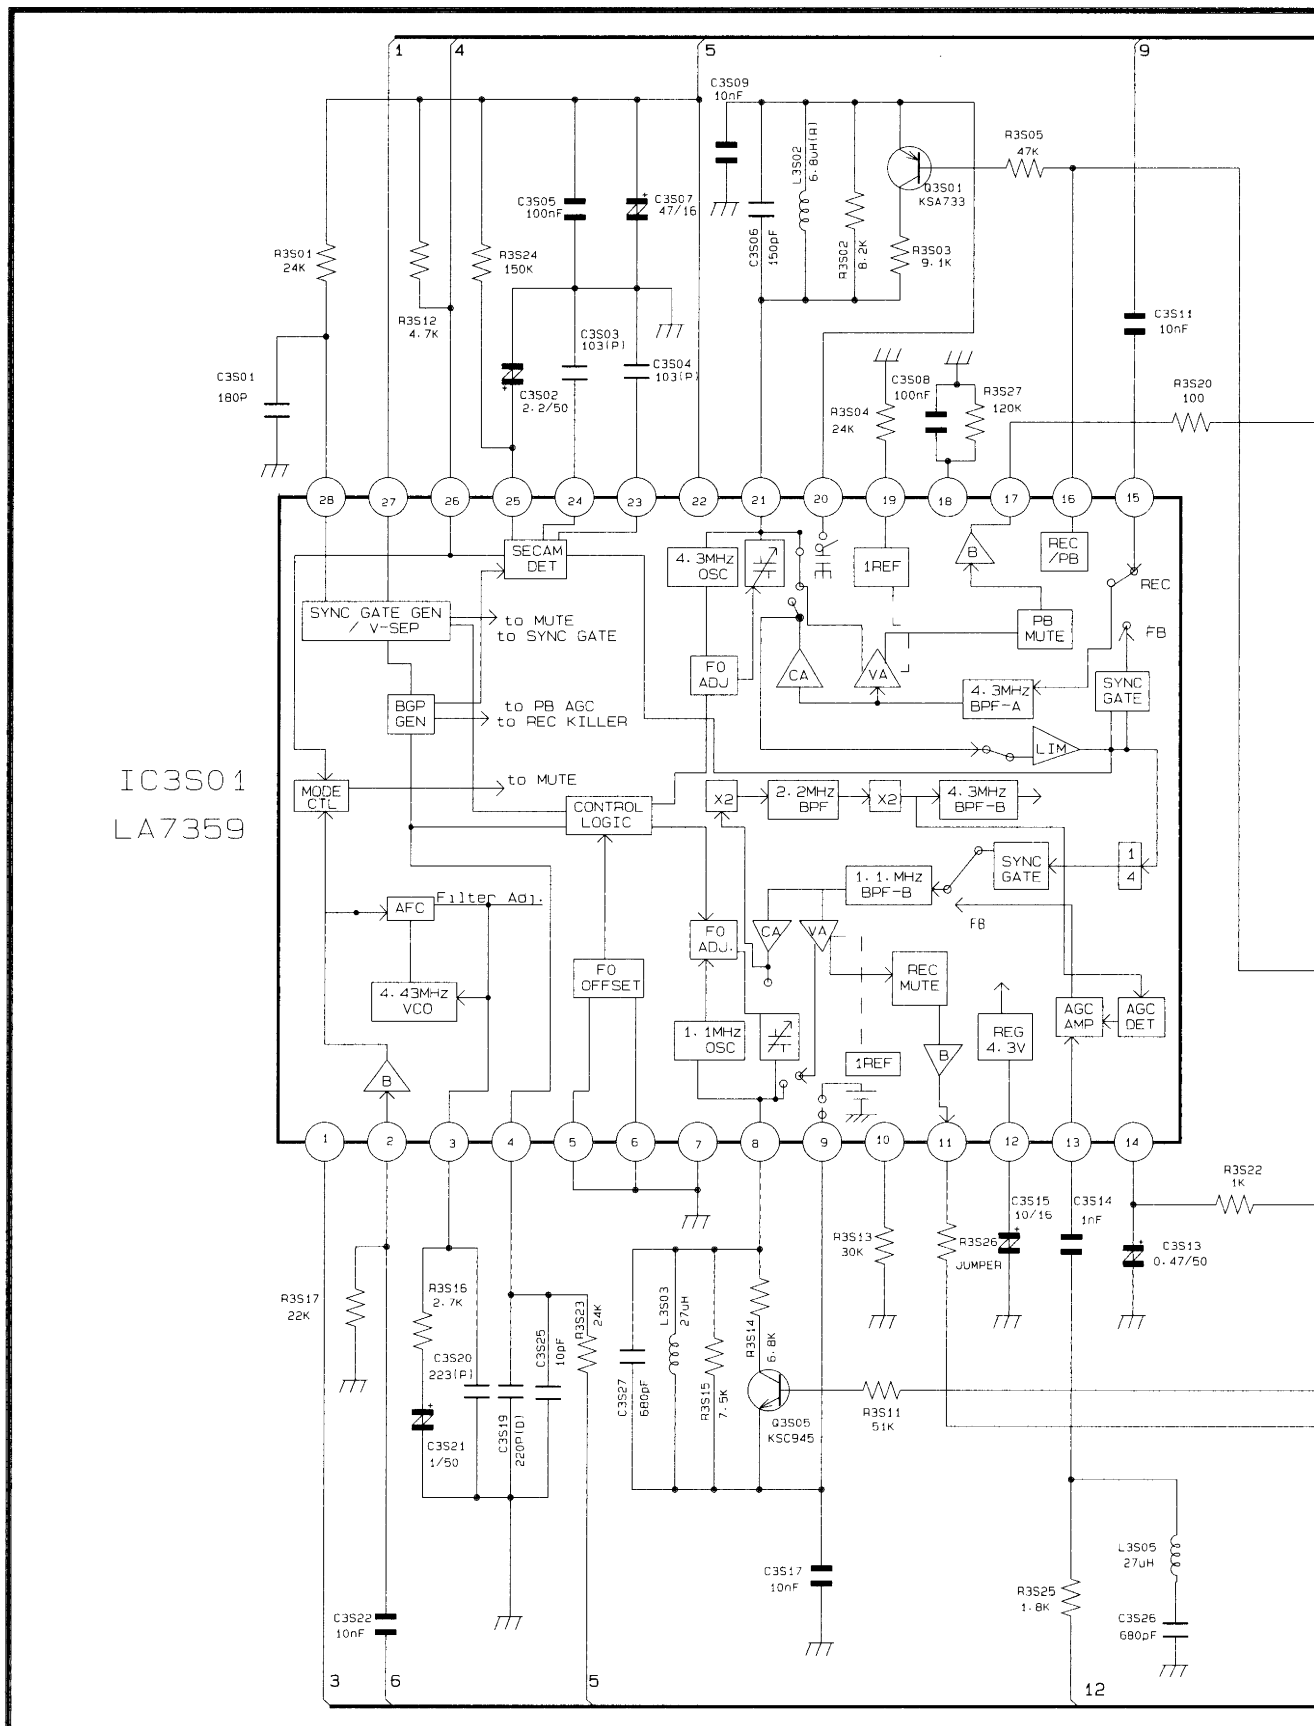 1
4
5
9
C3S09
10nF
L3S02
6.8uH(A)
R3S05
47K
Q3S01
KSA733
C3S05
100nF
C3S07
47/16
C3S06
150pF
R3S02
8.2K
R3S03
9.1K
R3S01
24K
R3S24
150K
R3S12
4.7K
C3S11
10nF
C3S03
103(P)
C3S04
103(P)
C3S01
180P
C3S02
2.2/50
C3S08
100nF
R3S27
120K
R3S04
24K
R3S20
100
28
27
26
25
24
23
22
21
20
19
18
17
16
15
SECAM
DET
4.3MHz
OSC
T
1REF
B
REC
/PB
REC
SYNC GATE GEN
/ V-SEP
to MUTE
to SYNC GATE
PB
MUTE
FB
FO
ADJ
CA
VA
4.3MHz
BPF-A
SYNC
GATE
BGP
GEN
to PB AGC
to REC KILLER
LIM
IC3S01
LA7359
MODE
CTL
to MUTE
CONTROL
LOGIC
X2
2.2MHz
BPF
X2
4.3MHz
BPF-B
SYNC
GATE
1
4
1.1.MHz
BPF-B
AFC
Filter Adj.
FB
FO
ADJ.
CA
VA
4.43MHz
VCO
FO
OFFSET
REC
MUTE
1.1MHz
OSC
T
REG
4.3V
AGC
AMP
AGC
DET
B
1REF
B
1
2
3
4
5
6
7
8
9
10
11
12
13
14
R3S22
1K
R3S13
30K
R3S26
JUMPER
C3S15
10/16
C3S14
1nF
C3S13
0.47/50
R3S17
22K
R3S16
2.7K
C3S20
223(P)
C3S21
1/50
C3S19
220P(D)
C3S25
10pF
R3S23
24K
C3S27
680pF
L3S03
27uH
R3S15
7.5K
R3S14
6.8K
Q3S05
KSC945
R3S11
51K
C3S17
10nF
L3S05
27uH
R3S25
1.8K
C3S26
680pF
C3S22
10nF
3
6
5
12